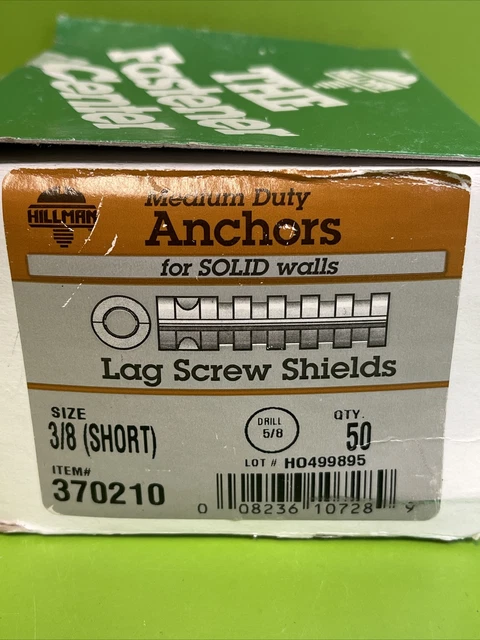 THE
Fastener
Center
HILLMAN
Medium Duty
Anchors
for SOLID walls
Lag Screw Shields
SIZE
3/8 (SHORT)
DRILL
5/8
QTY.
50
LOT # HO499895
ITEM#
370210
0 08236 10728 9